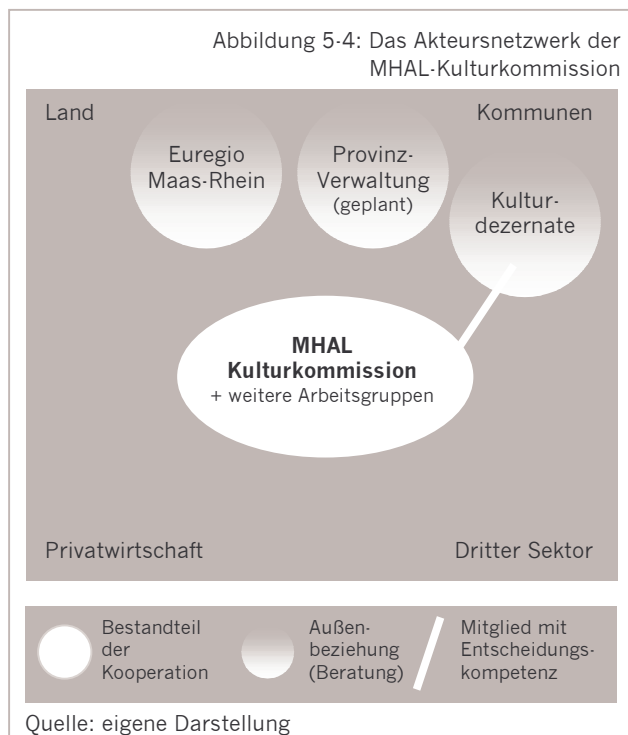 Abbildung 5-4: Das Akteursnetzwerk der
MHAL-Kulturkommission
Land
Kommunen
Euregio
Maas-Rhein
Provinz-
Verwaltung
(geplant)
Kultur-
dezernate
MHAL
Kulturkommission
+ weitere Arbeitsgruppen
Privatwirtschaft
Dritter Sektor
Bestandteil
der
Kooperation
Außen-
beziehung
(Beratung)
Mitglied mit
Entscheidungs-
kompetenz
Quelle: eigene Darstellung